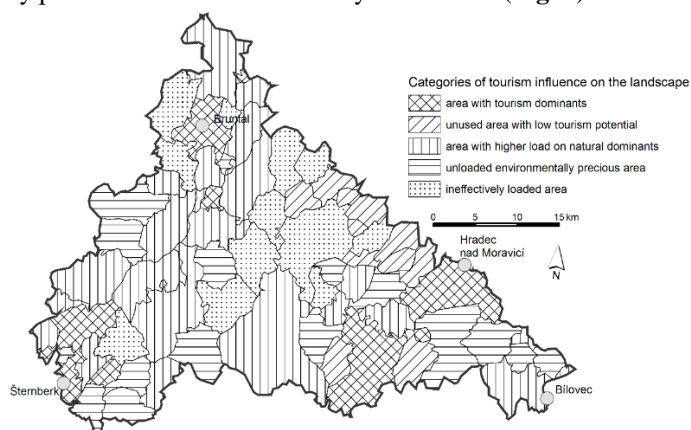 Categories of tourism influence on the landscape
area with tourism dominants
unused area with low tourism potential
area with higher load on natural dominants
unloaded environmentally precious area
ineffectively loaded area
0 5 10 15 km
Hradec
nad Moravicí
N
Bruntál
Šternberk
Bílovec